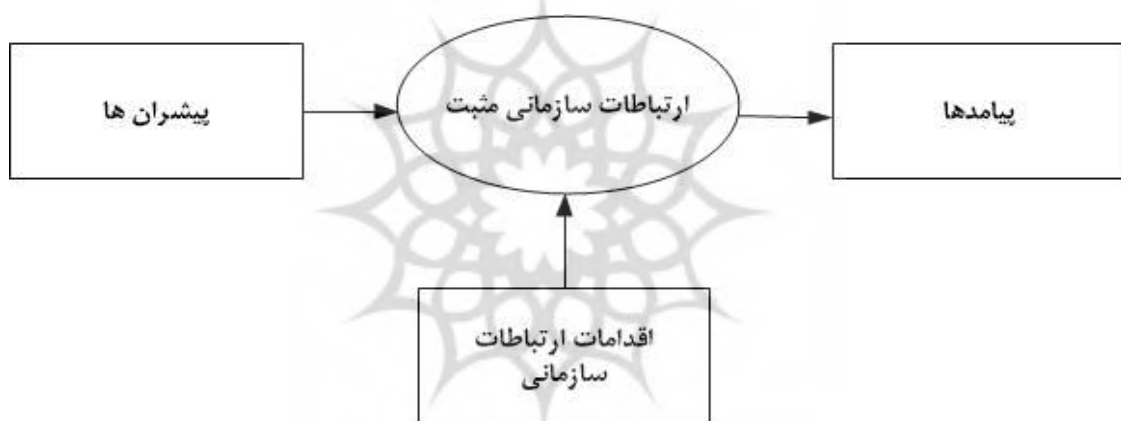 پیشران ها
ارتباطات سازمانی مثبت
پیامدها
اقدامات ارتباطات
سازمانی